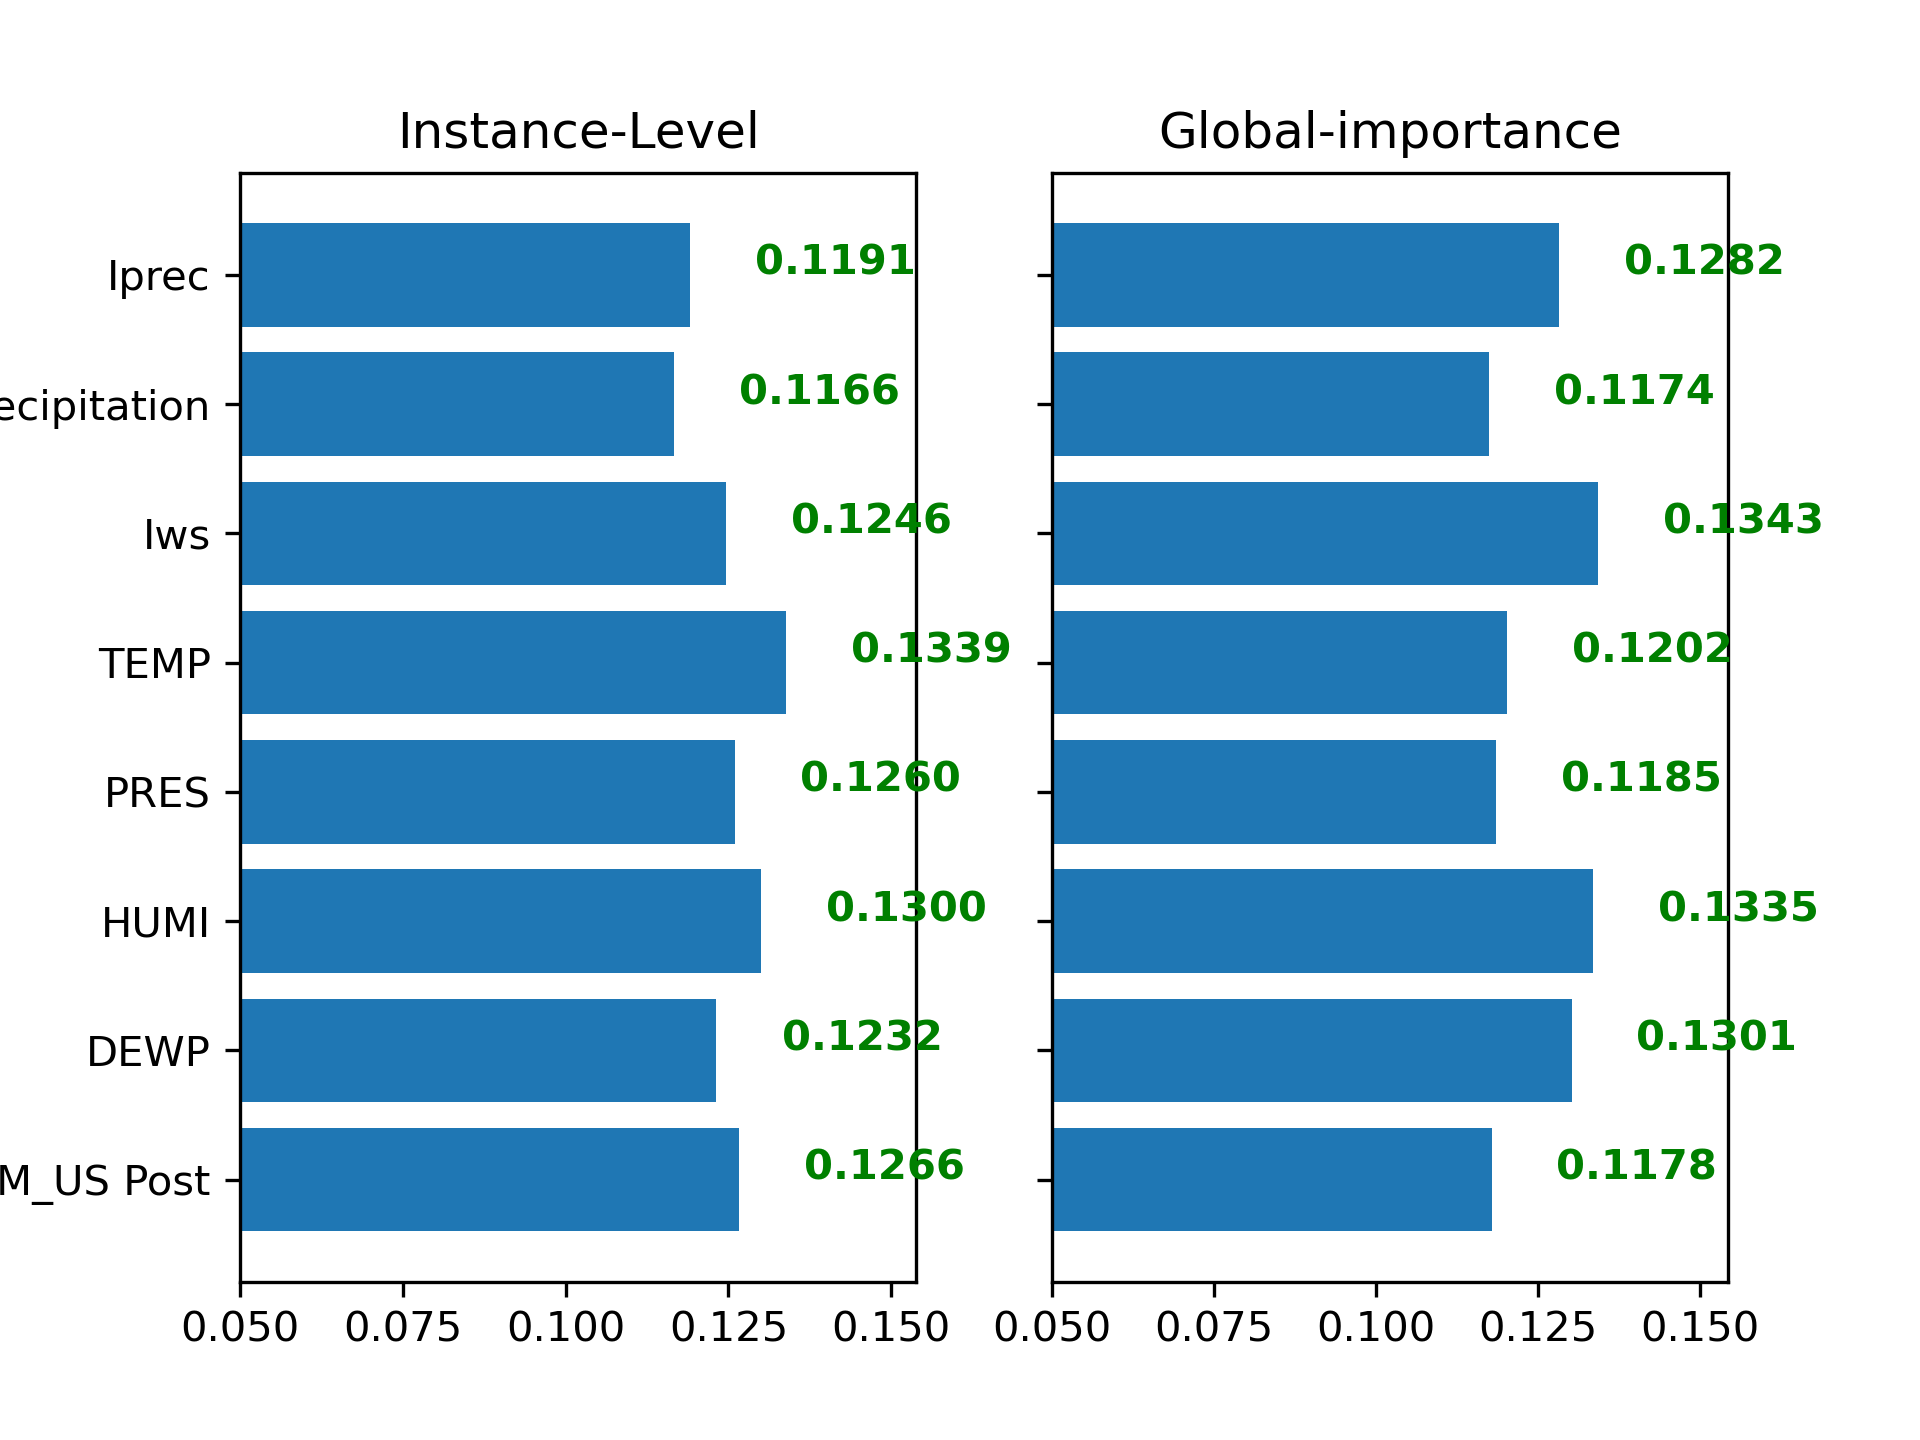 Instance-Level Global-importance
Iprec 0.1191 0.1282
ecipitation 0.1166 0.1174
Iws 0.1246 0.1343
TEMP 0.1339 0.1202
PRES 0.1260 0.1185
HUMI 0.1300 0.1335
DEWP 0.1232 0.1301
M_US Post 0.1266 0.1178
0.050 0.075 0.100 0.125 0.150 0.050 0.075 0.100 0.125 0.150